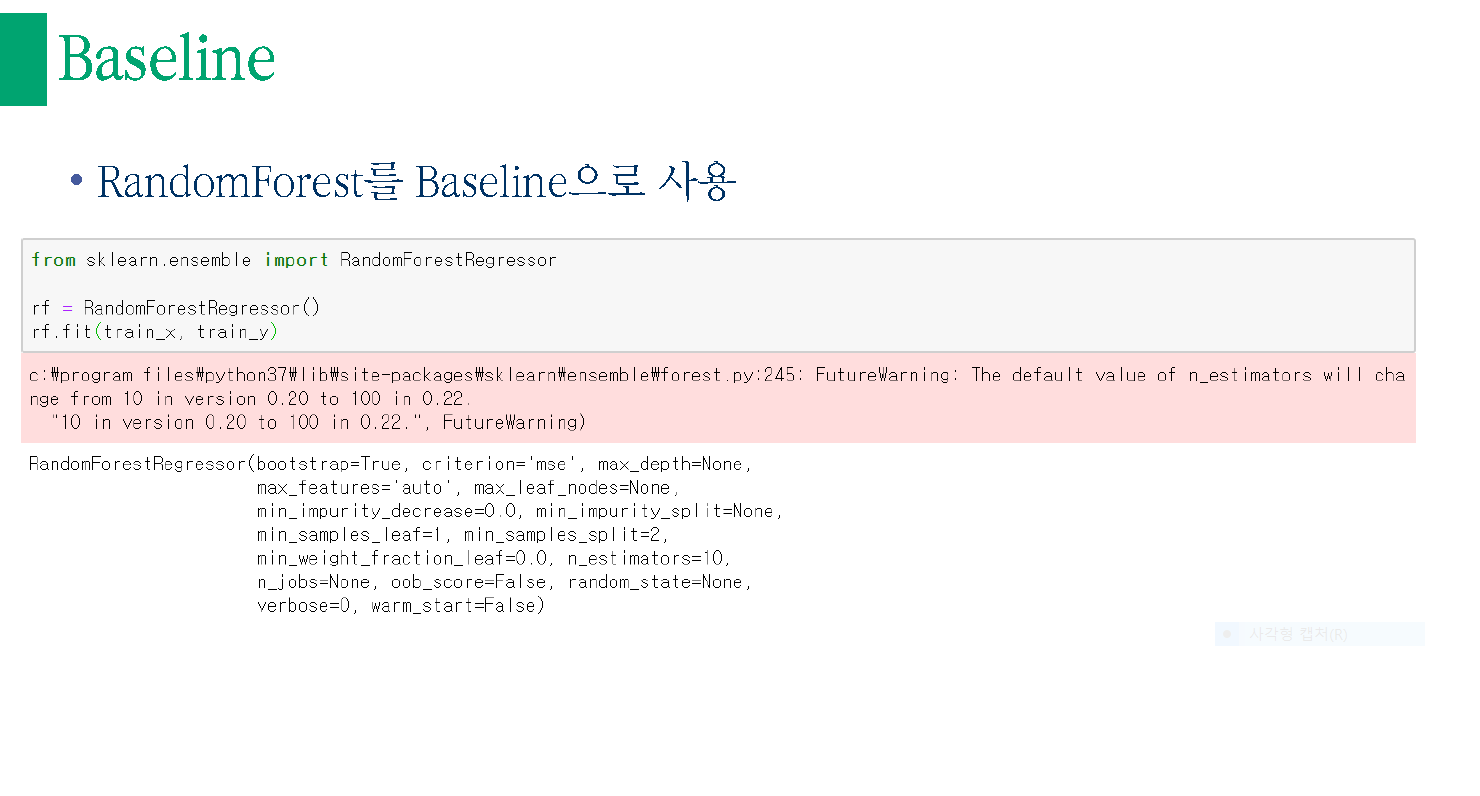 Baseline
• RandomForest를 Baseline으로 사용
from sklearn.ensemble import RandomForestRegressor
rf = RandomForestRegressor()
rf.fit(train_x, train_y)
c:₩program files₩python37₩lib₩site-packages₩sklearn₩ensemble₩forest.py:245: FutureWarning: The default value of n_estimators will cha
nge from 10 in version 0.20 to 100 in 0.22.
"10 in version 0.20 to 100 in 0.22.", FutureWarning)
RandomForestRegressor(bootstrap=True, criterion='mse', max_depth=None,
max_features='auto', max_leaf_nodes=None,
min_impurity_decrease=0.0, min_impurity_split=None,
min_samples_leaf=1, min_samples_split=2,
min_weight_fraction_leaf=0.0, n_estimators=10,
n_jobs=None, oob_score=False, random_state=None,
verbose=0, warm_start=False)
사각형 캡처(R)